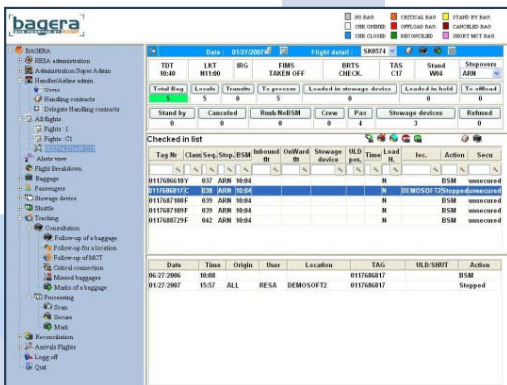 bagera
NO BAG CRITICAL BAG STAND BY BAG
CHK OPENED OFFLOAD BAG CANCELED BAG
CHK CLOSED RECONCILED SHORT MCT BAG
BAGERA
RESA administration
Administration/Super Admin
Handler/Airline admin
Users
Handling contracts
Delegate Handling contracts
All flights
Flights : 1
Flights : C1
Alerts view
Flight Breakdown
Baggage
Passengers
Storage device
Shuttle
Tracking
Consultation
Follow-up of a baggage
Follow-up for a location
Follow-up of MCT
Critical connection
Missed baggages
Marks of a baggage
Processing
Scan
Secure
Mark
Reconciliation
Arrivals Flights
Logg off
Quit
Date : 01/27/2007 Flight detail : SK0574
TDT LKT IRG FIMS BRTS TAS Stand Stopovers
10:40 N11:00 TAKEN OFF CHECK. C17 W04 ARN
Total Bag Locals Transits To process Loaded in stowage device Loaded in hold To offload
5 5 0 0 0 0 0
Stand by Canceled Rush/NoBSM Crew Pax Stowage devices Refused
0 0 0 0 4 3 0
Checked in list
Tag Nr Class Seq. Stop. BSM Inbound flt OnWard flt Stowage device ULD pos. Time Load H. loc. Action Secu
0117686618 Y 037 ARN 10:04 N BSM unsecured
0117686817 C 038 ARN 10:04 N DEMOSOFT2 Stopped unsecured
0117687108 F 039 ARN 10:04 N BSM unsecured
0117687109 F 039 ARN 10:04 N BSM unsecured
0117688729 F 042 ARN 10:04 N BSM unsecured
Date Time Origin User Location TAG ULD/SHUT Action
06/27/2006 10:08 0117686817 BSM
01/27/2007 15:57 ALL RESA DEMOSOFT2 0117686817 Stopped